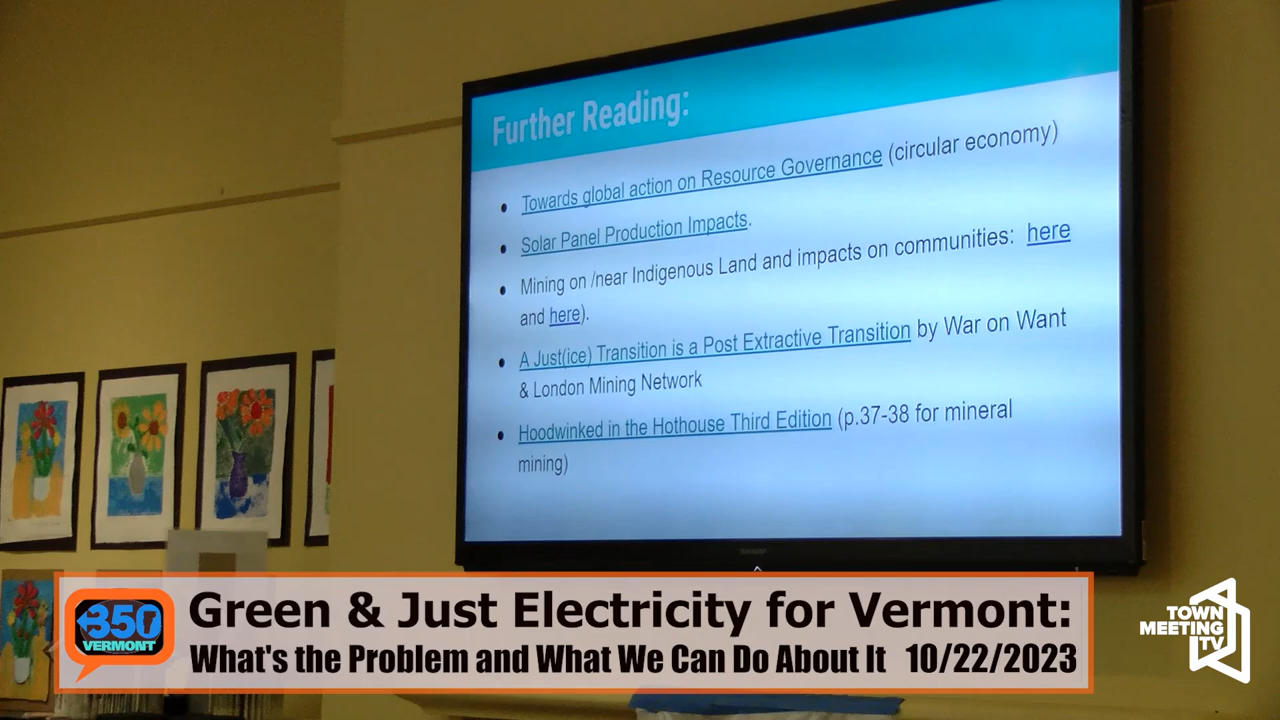 Further Reading:
• Towards global action on Resource Governance (circular economy)
• Solar Panel Production Impacts.
• Mining on /near Indigenous Land and impacts on communities: here
and here).
• A Just(ice) Transition is a Post Extractive Transition by War on Want
& London Mining Network
• Hoodwinked in the Hothouse Third Edition (p.37-38 for mineral
mining)
SHARP
350
VERMONT
Green & Just Electricity for Vermont:
What's the Problem and What We Can Do About It 10/22/2023
TOWN
MEETING
TV